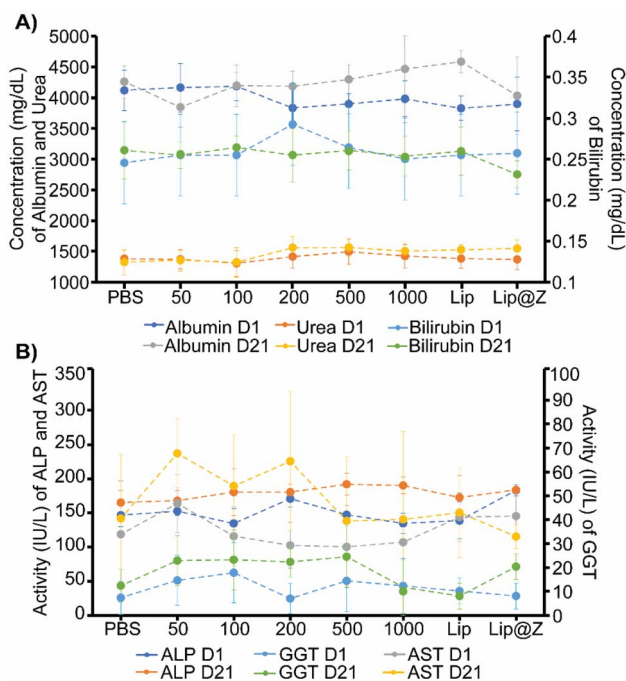 A)
Concentration (mg/dL)
of Albumin and Urea
5000
4500
4000
3500
3000
2500
2000
1500
1000
0.4
0.35
0.3
0.25
0.2
0.15
0.1
Concentration (mg/dL)
of Bilirubin
PBS 50 100 200 500 1000 Lip Lip@Z
Albumin D1 Urea D1 Bilirubin D1
Albumin D21 Urea D21 Bilirubin D21
B)
Activity (IU/L) of ALP and AST
350
300
250
200
150
100
50
0
100
90
80
70
60
50
40
30
20
10
0
Activity (IU/L) of GGT
PBS 50 100 200 500 1000 Lip Lip@Z
ALP D1 GGT D1 AST D1
ALP D21 GGT D21 AST D21